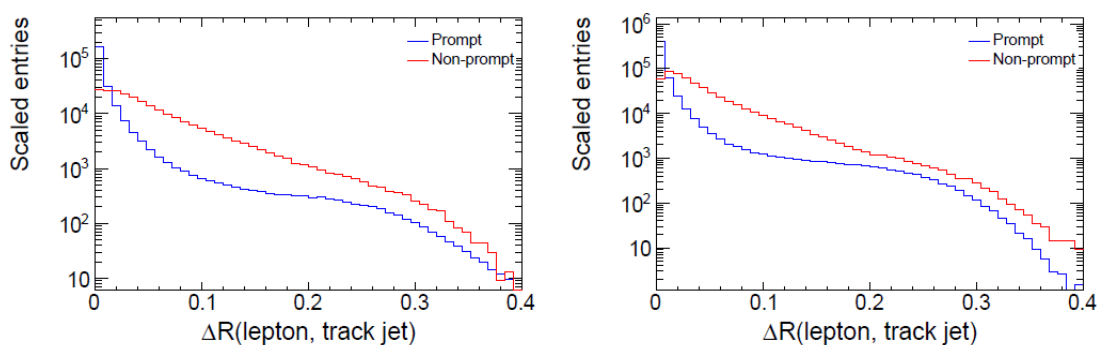 Scaled entries
10^5
10^4
10^3
10^2
10
Prompt
Non-prompt
0 0.1 0.2 0.3 0.4
ΔR(lepton, track jet)
Scaled entries
10^6
10^5
10^4
10^3
10^2
10
Prompt
Non-prompt
0 0.1 0.2 0.3 0.4
ΔR(lepton, track jet)